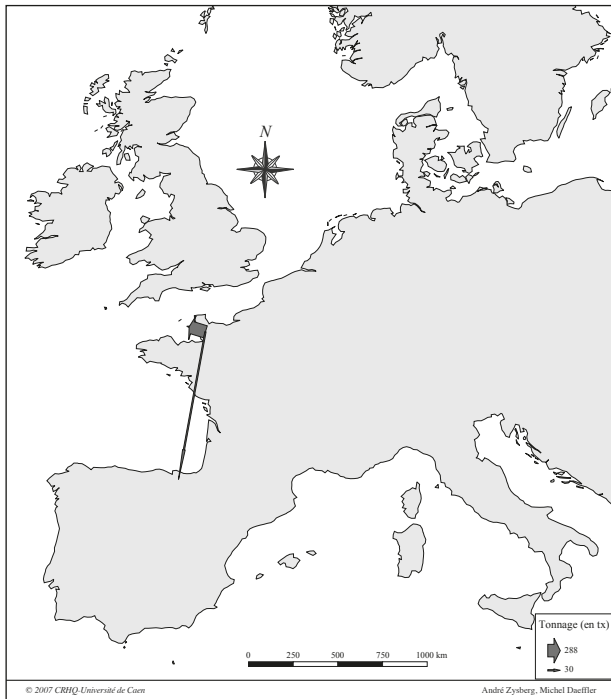 N
Tonnage (en tx)
288
30
0 250 500 750 1000 km
© 2007 CRHQ-Université de Caen
André Zysberg, Michel Daeffler